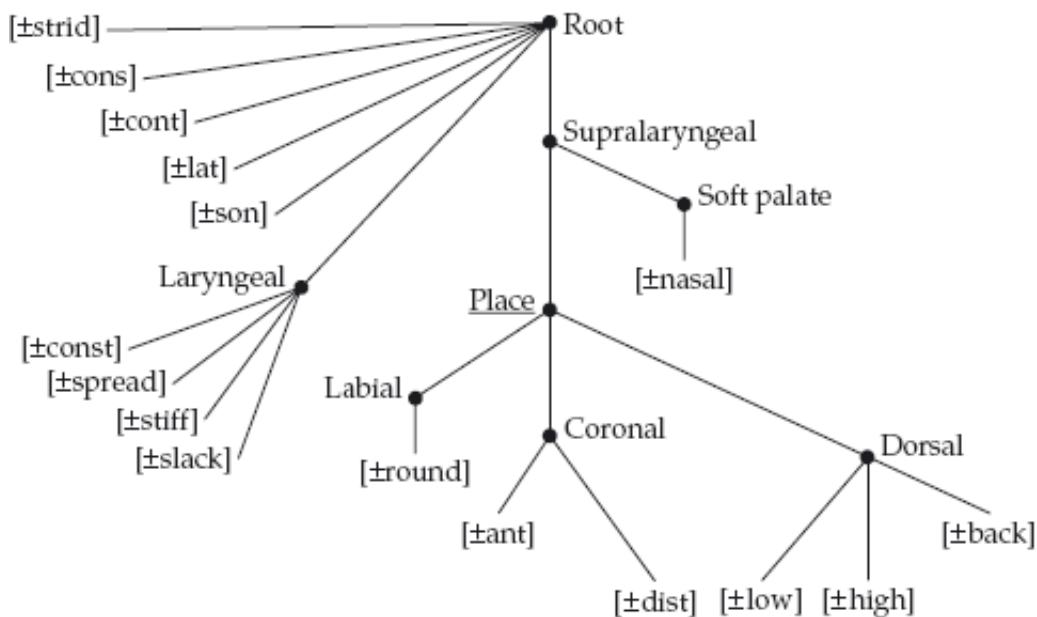 [±strid]
Root
[±cons]
[±cont]
Supralaryngeal
[±lat]
Soft palate
[±son]
Laryngeal
[±nasal]
Place
[±const]
[±spread]
Labial
[±stiff]
Coronal
[±slack]
Dorsal
[±round]
[±ant]
[±back]
[±dist]
[±low]
[±high]